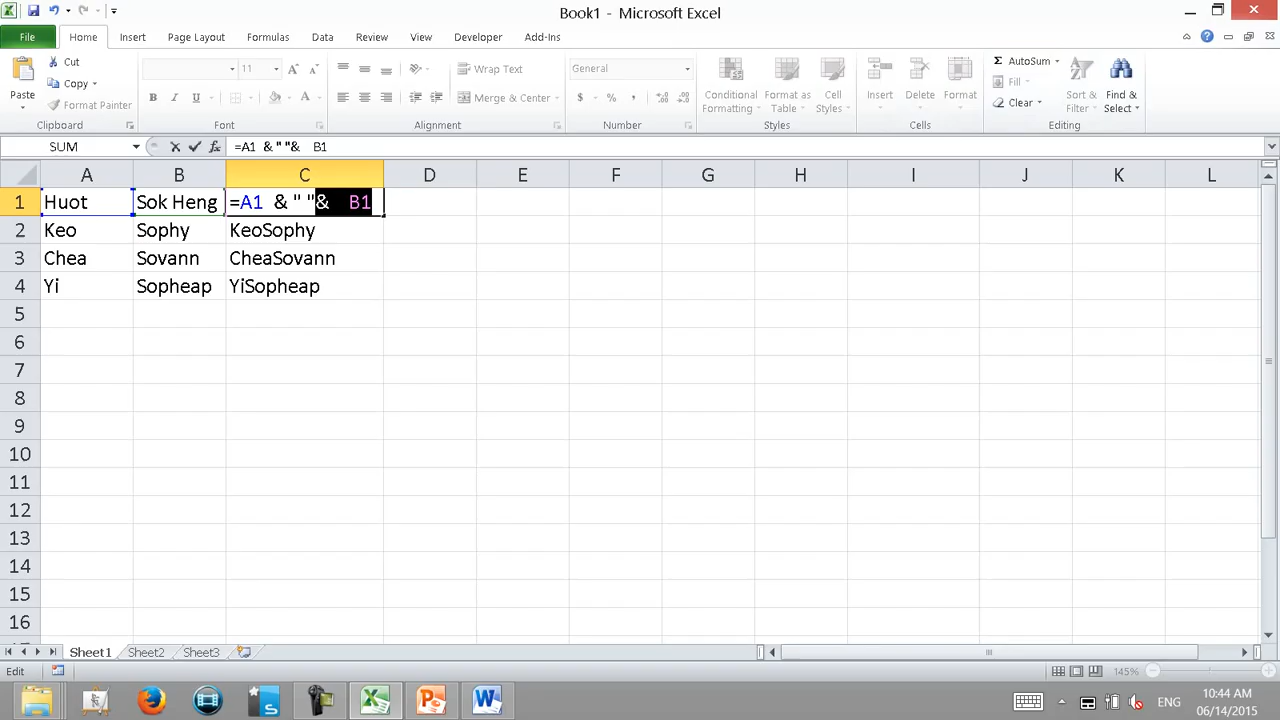 Book1 - Microsoft Excel
File Home Insert Page Layout Formulas Data Review View Developer Add-Ins
Cut
Copy
Format Painter
Paste
Clipboard
11
A A
B I U A
Font
Wrap Text
Merge & Center
Alignment
General
$ % ,
Number
Conditional Formatting
Format as Table
Cell Styles
Styles
Insert Delete Format
Cells
AutoSum
Fill
Clear
Sort & Filter
Find & Select
Editing
SUM fx =A1 & " "& B1
A B C D E F G H I J K L
1 Huot Sok Heng =A1 & " "& B1
2 Keo Sophy KeoSophy
3 Chea Sovann CheaSovann
4 Yi Sopheap YiSopheap
5
6
7
8
9
10
11
12
13
14
15
16
Sheet1 Sheet2 Sheet3
Edit 145%
ENG 10:44 AM
06/14/2015